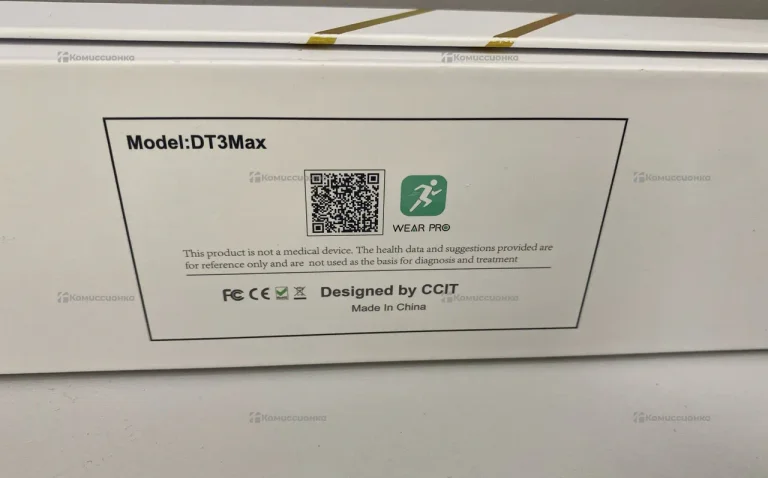 Комиссионка
Комиссионка
Model:DT3Max
Комиссу
Комиссионка
WEAR PRO
This product is not a medical device. The health data and suggestions provided are
for reference only and are not used as the basis for diagnosis and treatment
FC CE Designed by CCIT
Made In China
Комиссионка
Комиссионка
Комиссионка
Комиссионка
Комиссионка